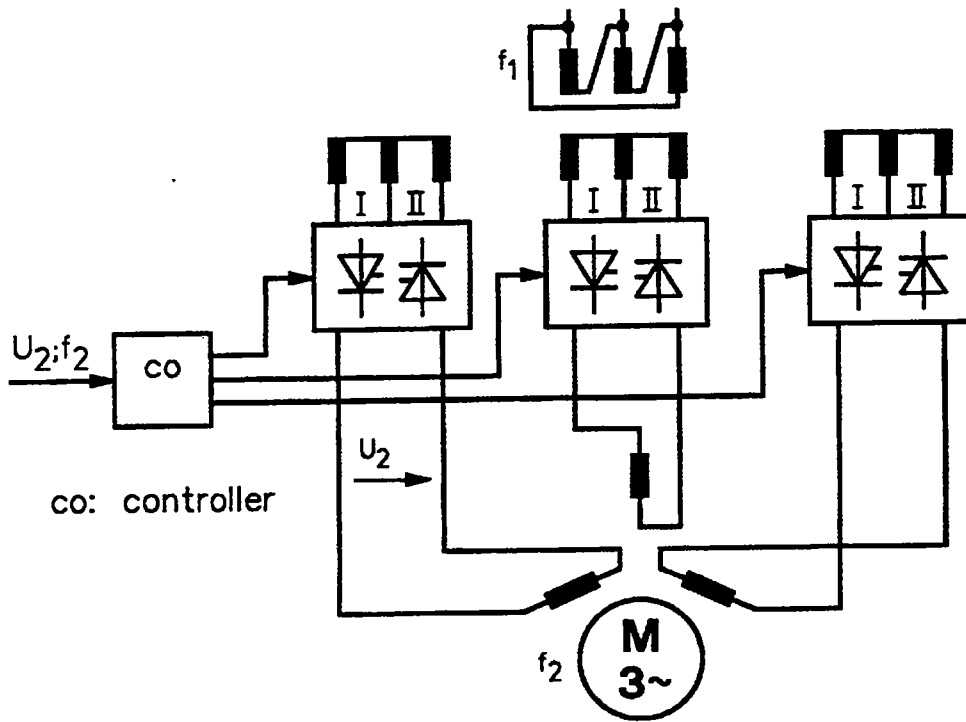 f₁
I II
I II
I II
U₂;f₂
co
U₂
co: controller
M
3~
f₂